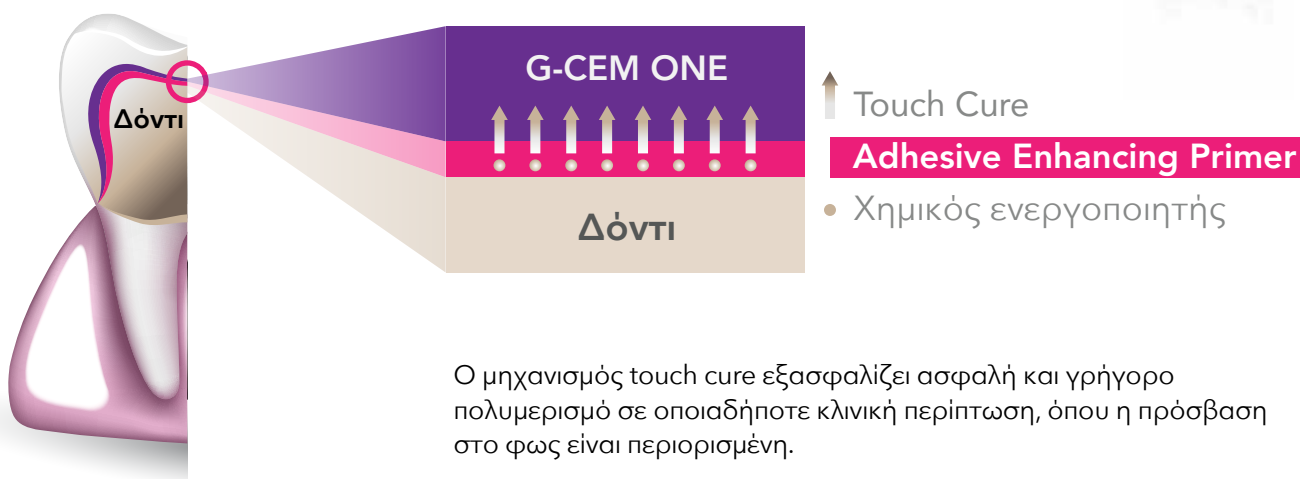 Δόντι
G-CEM ONE
Δόντι
Touch Cure
Adhesive Enhancing Primer
Χημικός ενεργοποιητής
Ο μηχανισμός touch cure εξασφαλίζει ασφαλή και γρήγορο
πολυμερισμό σε οποιαδήποτε κλινική περίπτωση, όπου η πρόσβαση
στο φως είναι περιορισμένη.